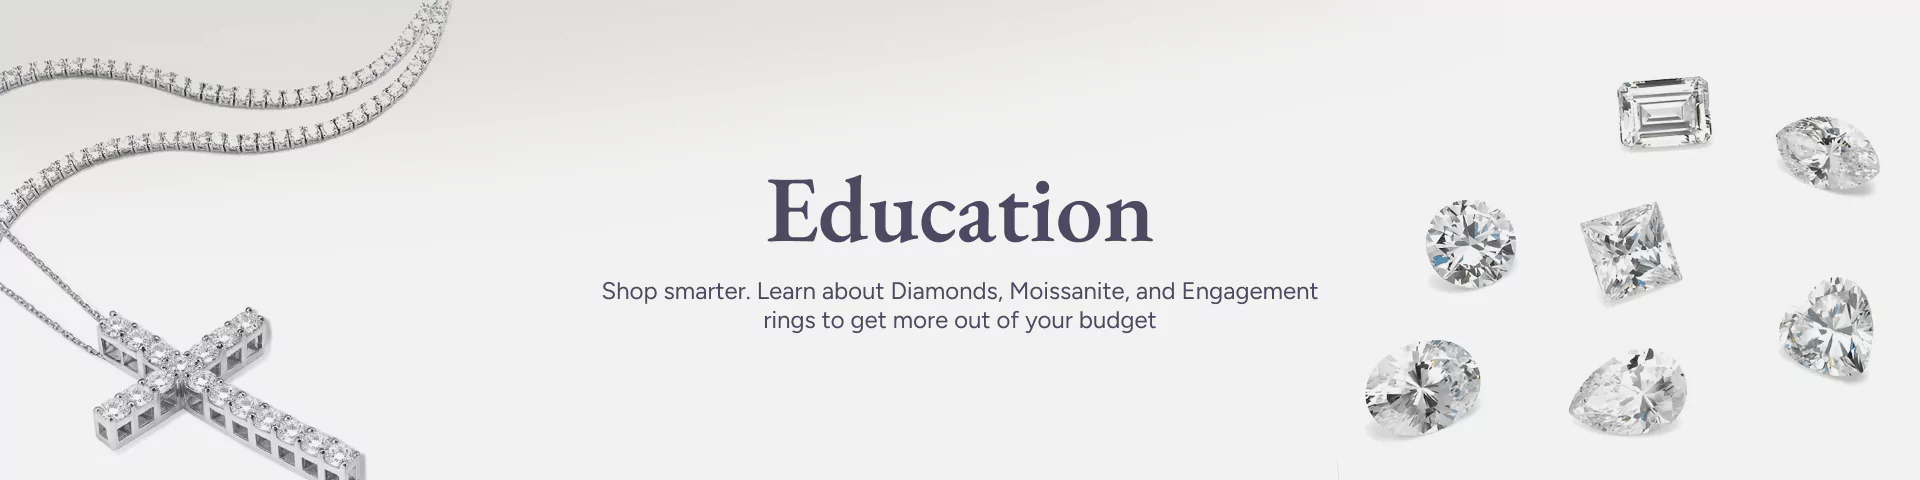 Education
Shop smarter. Learn about Diamonds, Moissanite, and Engagement
rings to get more out of your budget